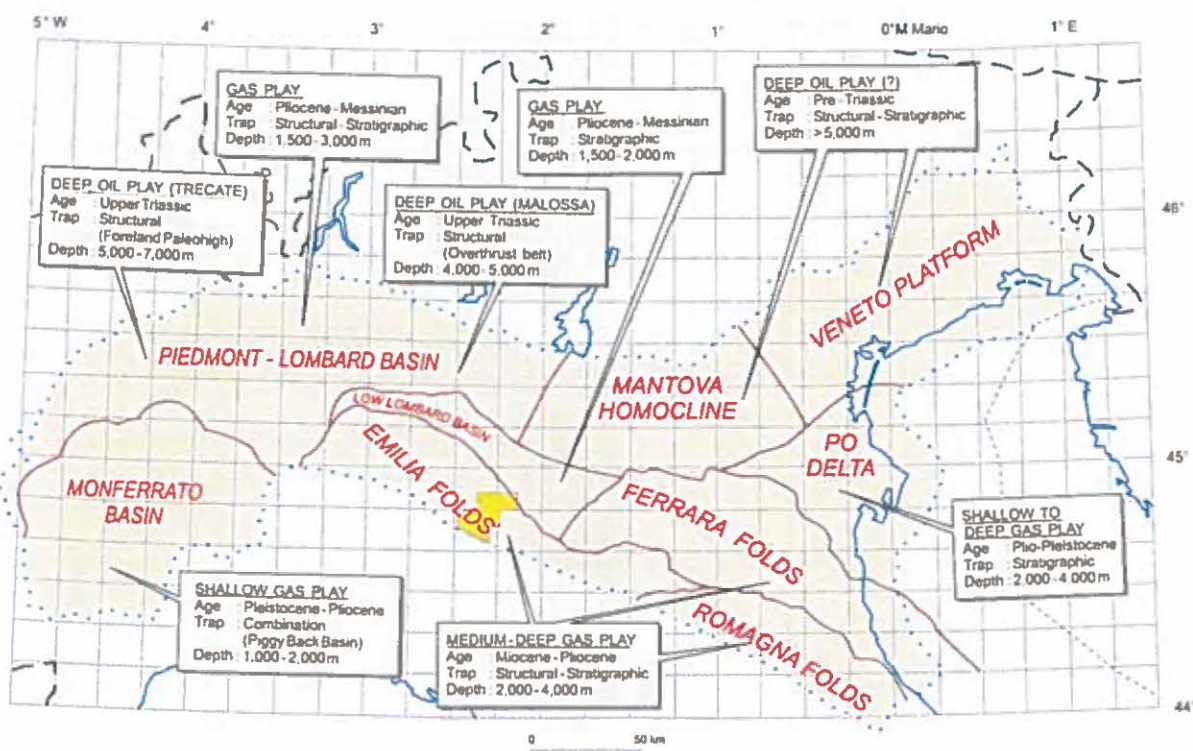 5° W 4° 3° 2° 1° 0° M Mario 1° E
GAS PLAY
Age : Pliocene - Messinian
Trap : Structural - Stratigraphic
Depth : 1,500 - 3,000 m
GAS PLAY
Age : Pliocene - Messinian
Trap : Stratigraphic
Depth : 1,500 - 2,000 m
DEEP OIL PLAY (?)
Age : Pre - Triassic
Trap : Structural - Stratigraphic
Depth : >5,000 m
DEEP OIL PLAY (TRECATE)
Age : Upper Triassic
Trap : Structural
(Foreland Paleohigh)
Depth : 5,000 - 7,000 m
DEEP OIL PLAY (MALOSSA)
Age : Upper Triassic
Trap : Structural
(Overthrust belt)
Depth : 4,000 - 5,000 m
46°
VENETO PLATFORM
PIEDMONT - LOMBARD BASIN
MANTOVA
HOMOCLINE
LOW LOMBARD BASIN
EMILIA FOLDS
PO
DELTA
45°
MONFERRATO
BASIN
FERRARA FOLDS
SHALLOW TO
DEEP GAS PLAY
Age : Plio-Pleistocene
Trap : Stratigraphic
Depth : 2,000 - 4,000 m
SHALLOW GAS PLAY
Age : Pleistocene - Pliocene
Trap : Combination
(Piggy Back Basin)
Depth : 1,000 - 2,000 m
MEDIUM - DEEP GAS PLAY
Age : Miocene - Pliocene
Trap : Structural - Stratigraphic
Depth : 2,000 - 4,000 m
ROMAGNA FOLDS
44°
0 50 km